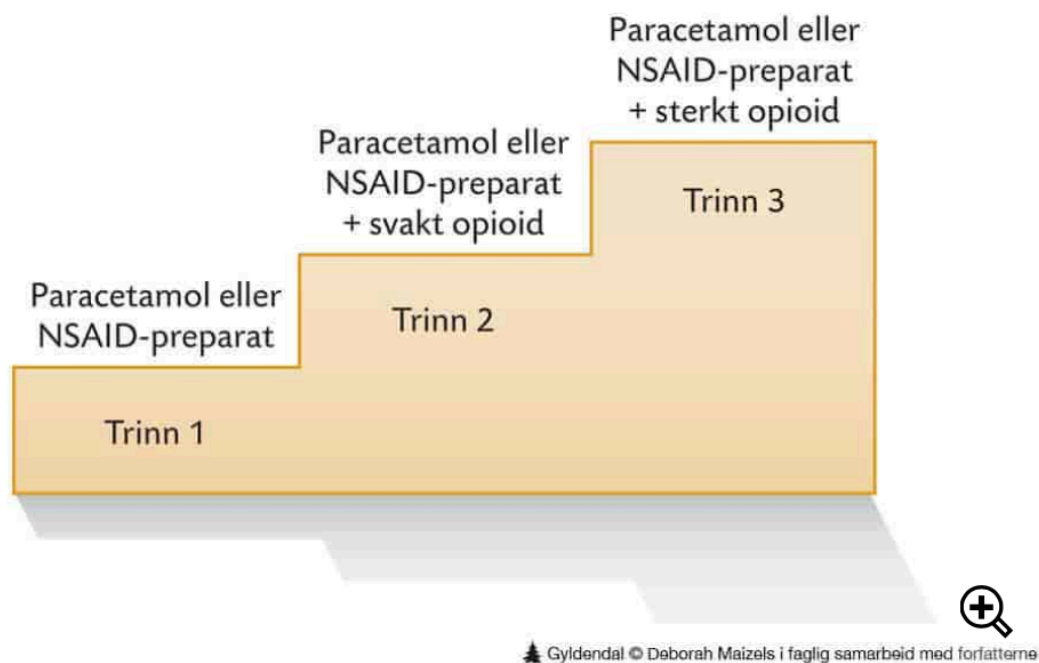 Paracetamol eller
NSAID-preparat
+ sterkt opioid
Paracetamol eller
NSAID-preparat
+ svakt opioid
Paracetamol eller
NSAID-preparat
Trinn 3
Trinn 2
Trinn 1
Gyldendal © Deborah Maizels i faglig samarbeid med forfatterne